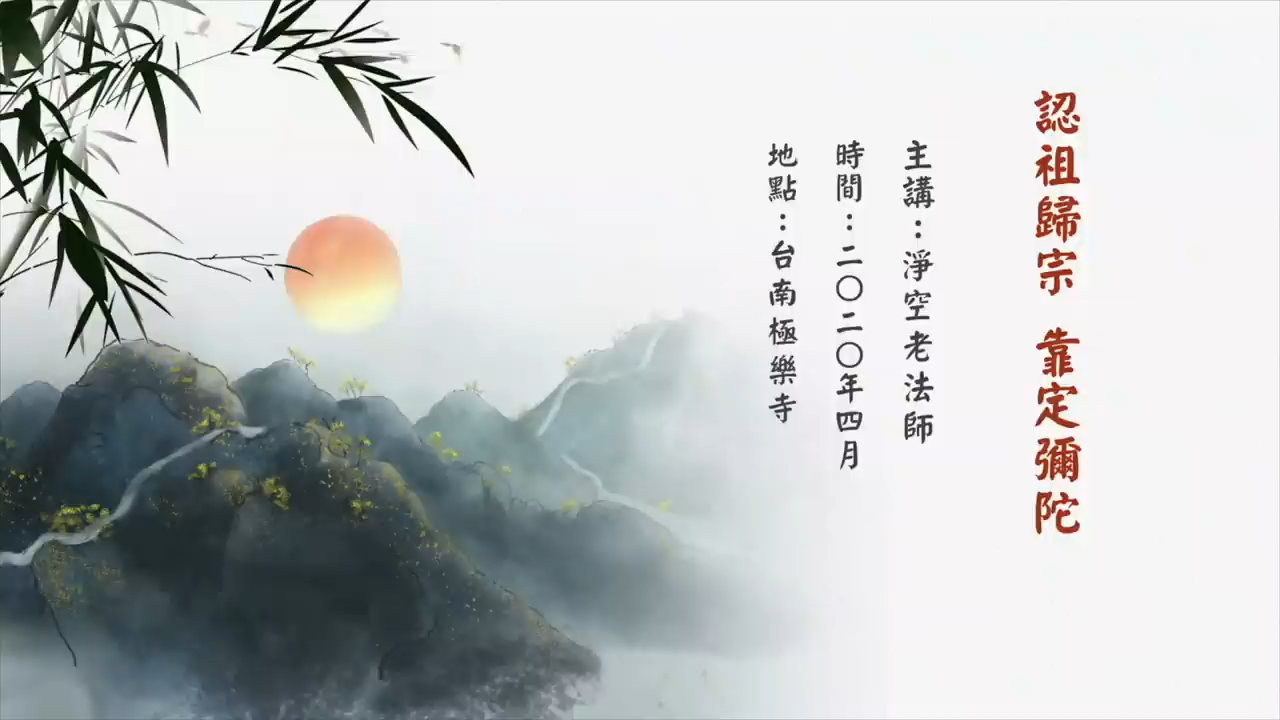 認祖歸宗 靠定彌陀
主講：淨空老法師
時間：二〇二〇年四月
地點：台南極樂寺